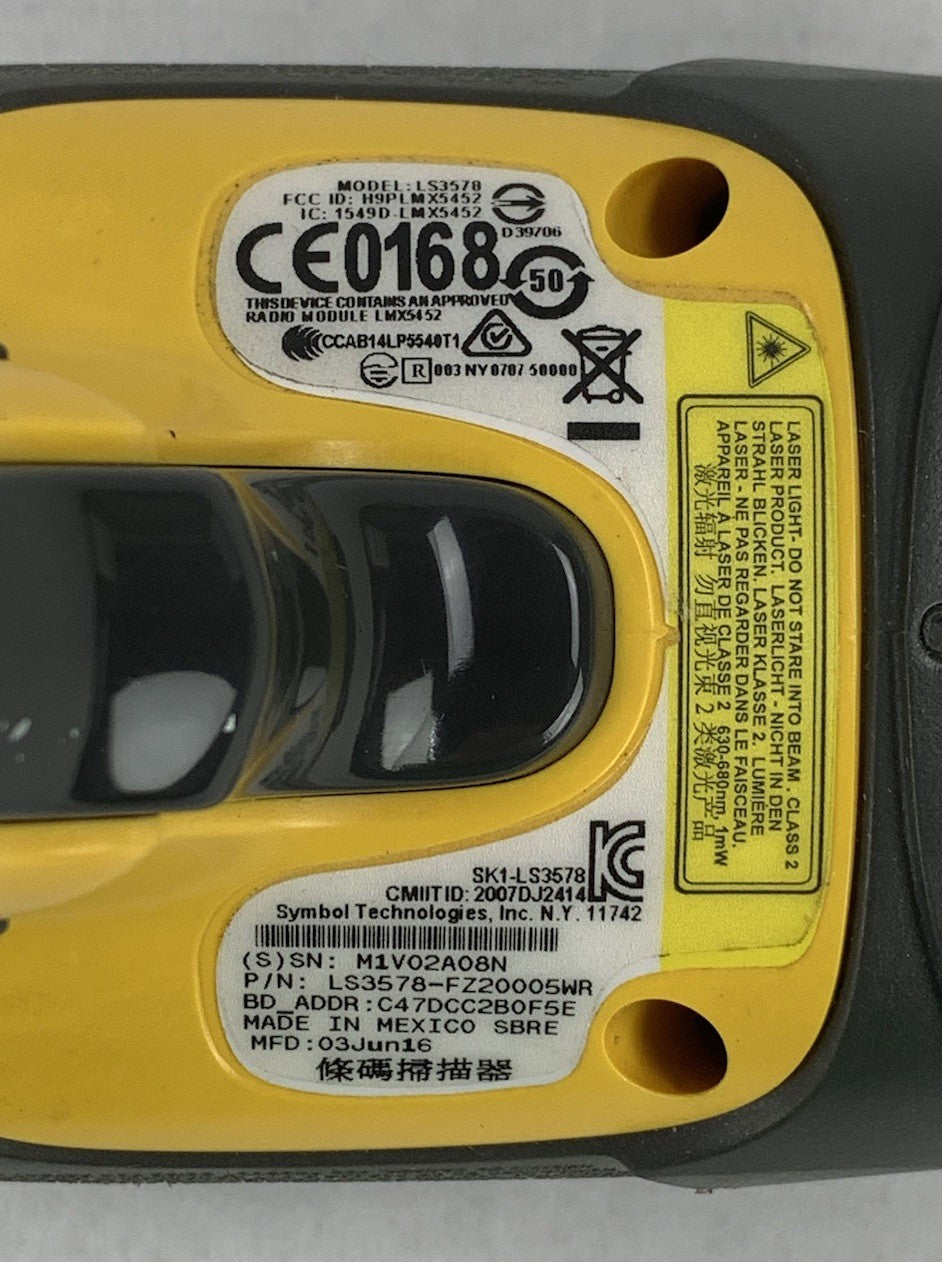 MODEL: LS3578
FCC ID: H9PLMX5452
IC: 1549D-LMX5452
D39706
CE0168
50
THIS DEVICE CONTAINS AN APPROVED
RADIO MODULE LMX5452
CCAB14LP5540T1
R 003 NY 0707 50000
LASER LIGHT- DO NOT STARE INTO BEAM. CLASS 2
LASER PRODUCT. LASERLICHT - NICHT IN DEN
STRAHL BLICKEN. LASER KLASSE 2. LUMIÈRE
LASER - NE PAS REGARDER DANS LE FAISCEAU.
APPAREIL À LASER DE CLASSE 2 630-680nm, 1mW
激光辐射 勿直视光束 2 类激光产品
SK1-LS3578
CMIIT ID: 2007DJ2414
Symbol Technologies, Inc. N.Y. 11742
(S)SN: M1V02A08N
P/N: LS3578-FZ20005WR
BD_ADDR:C47DCC2B0F5E
MADE IN MEXICO SBRE
MFD:03Jun16
條碼掃描器